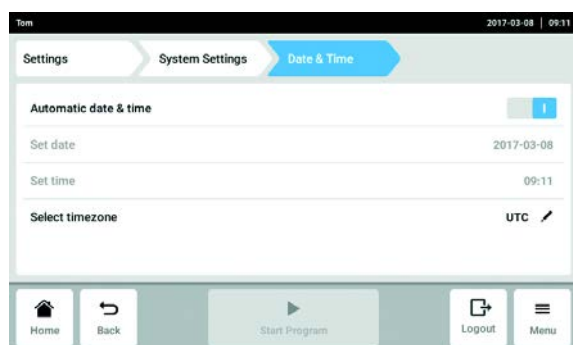 Tom 2017-03-08 | 09:11
Settings System Settings Date & Time
Automatic date & time
Set date 2017-03-08
Set time 09:11
Select timezone UTC
Home Back Start Program Logout Menu